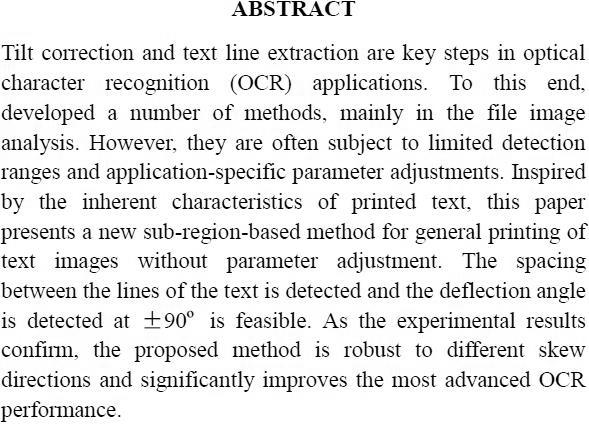 ABSTRACT
Tilt correction and text line extraction are key steps in optical
character recognition (OCR) applications. To this end,
developed a number of methods, mainly in the file image
analysis. However, they are often subject to limited detection
ranges and application-specific parameter adjustments. Inspired
by the inherent characteristics of printed text, this paper
presents a new sub-region-based method for general printing of
text images without parameter adjustment. The spacing
between the lines of the text is detected and the deflection angle
is detected at ±90° is feasible. As the experimental results
confirm, the proposed method is robust to different skew
directions and significantly improves the most advanced OCR
performance.